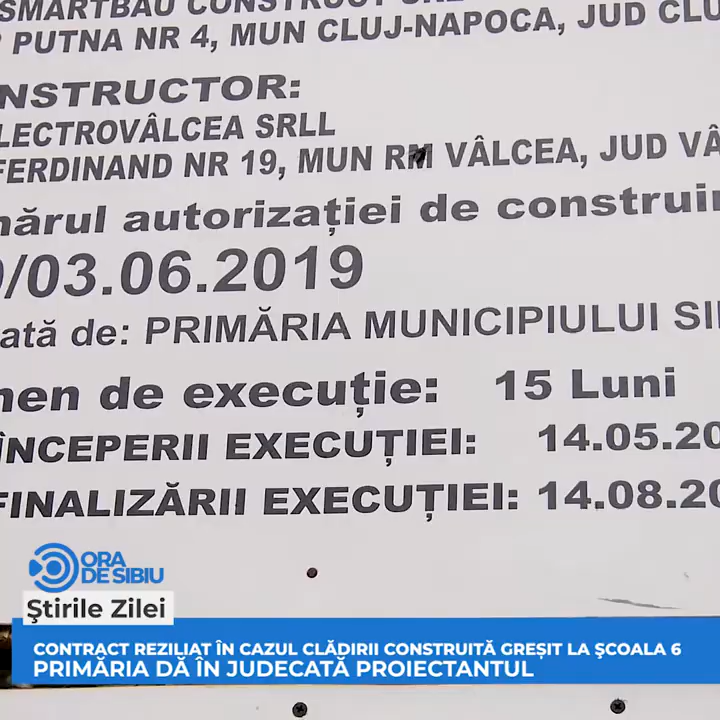 SMARTBAU CONSTRUCT
PUTNA NR 4, MUN CLUJ-NAPOCA, JUD CLU
NSTRUCTOR:
LECTROVÂLCEA SRLL
FERDINAND NR 19, MUN RM VÂLCEA, JUD VÂ
nărul autorizației de construir
/03.06.2019
ată de: PRIMĂRIA MUNICIPIULUI SI
men de execuție: 15 Luni
ÎNCEPERII EXECUȚIEI: 14.05.20
FINALIZĂRII EXECUȚIEI: 14.08.20
ORA
DE SIBIU
Știrile Zilei
CONTRACT REZILIAT ÎN CAZUL CLĂDIRII CONSTRUITĂ GREȘIT LA ȘCOALA 6
PRIMĂRIA DĂ ÎN JUDECATĂ PROIECTANTUL